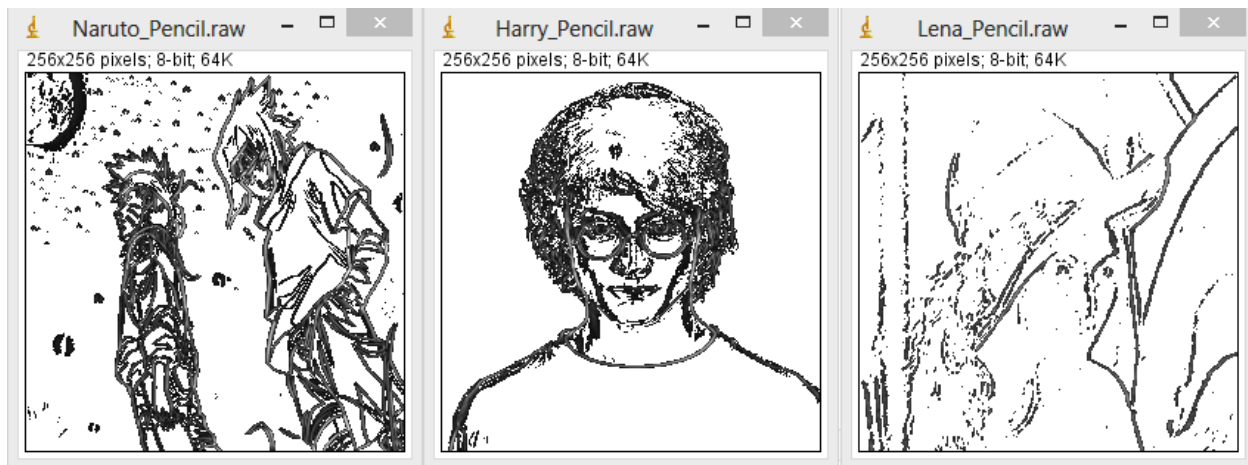 Naruto_Pencil.raw
256x256 pixels; 8-bit; 64K
Harry_Pencil.raw
256x256 pixels; 8-bit; 64K
Lena_Pencil.raw
256x256 pixels; 8-bit; 64K